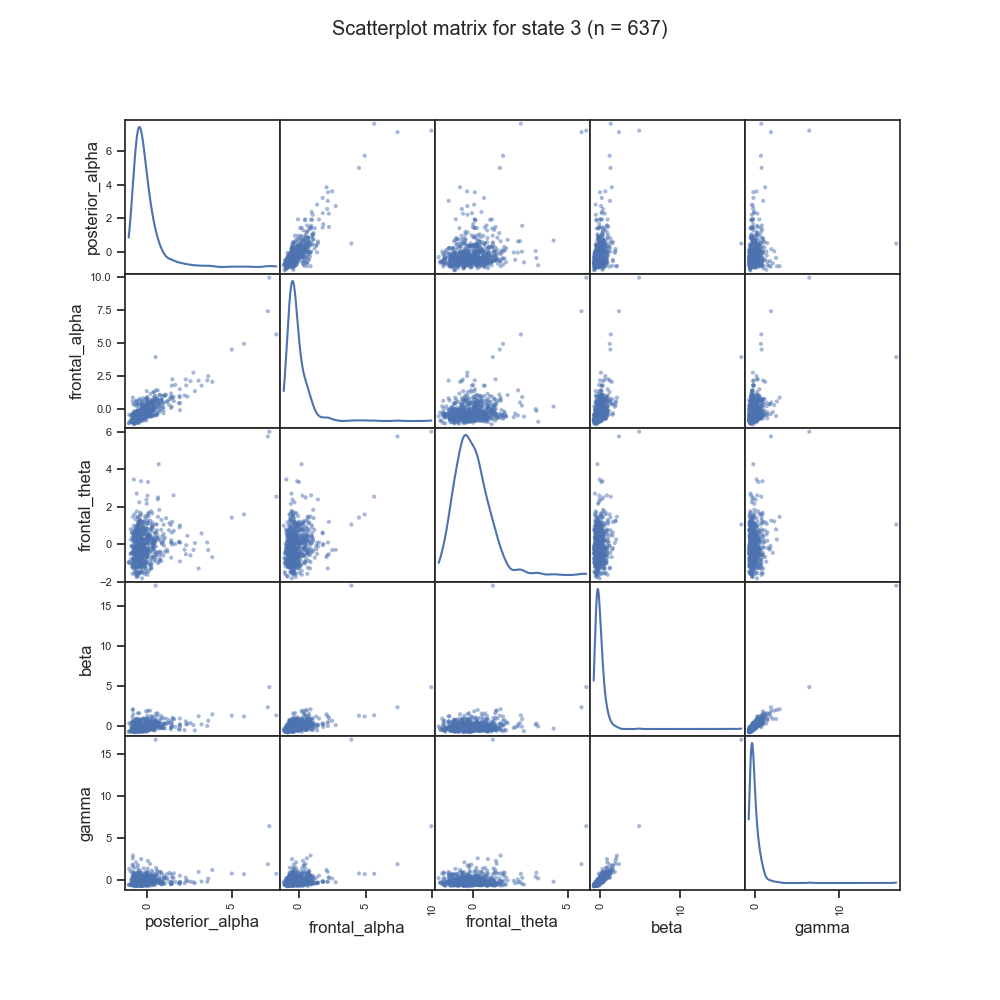 Scatterplot matrix for state 3 (n = 637)
posterior_alpha
6
4
2
0
frontal_alpha
10.0
7.5
5.0
2.5
0.0
frontal_theta
6
4
2
0
−2
beta
15
10
5
0
gamma
15
10
5
0
0 5 0 5 10 0 5 0 10 0 10
posterior_alpha frontal_alpha frontal_theta beta gamma